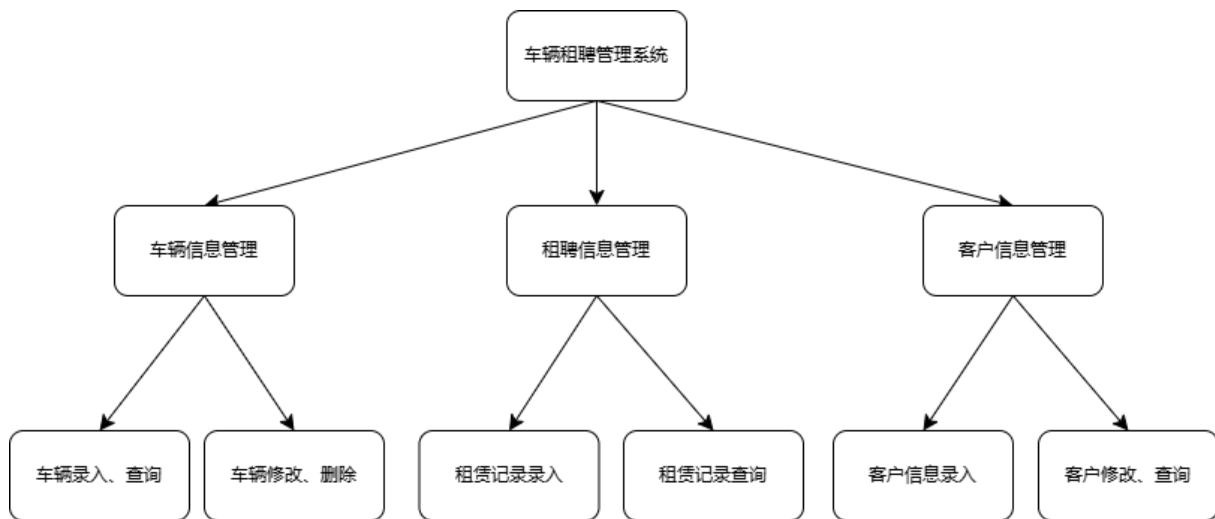 车辆租聘管理系统
车辆信息管理
租聘信息管理
客户信息管理
车辆录入、查询
车辆修改、删除
租赁记录录入
租赁记录查询
客户信息录入
客户修改、查询